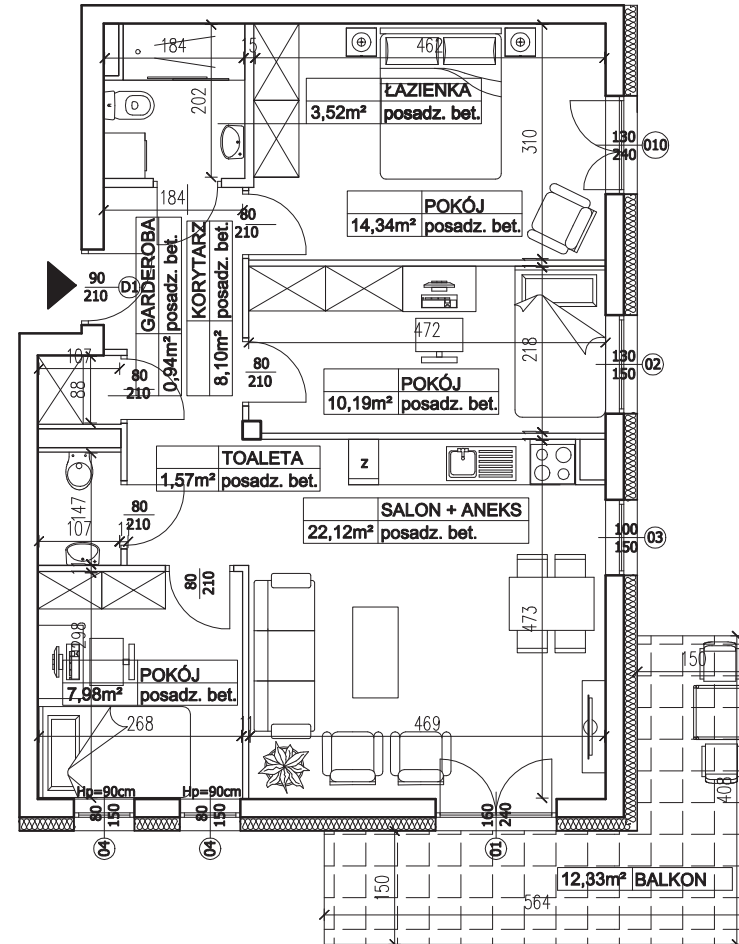 184
15
462
202
ŁAZIENKA
3,52m² posadz. bet.
310
130
240
010
184
80
210
POKÓJ
14,34m² posadz. bet.
90
210
D1
GARDEROBA
0,94m² posadz. bet.
KORYTARZ
8,10m² posadz. bet.
472
218
130
150
02
107
88
80
210
80
210
POKÓJ
10,19m² posadz. bet.
TOALETA
1,57m² posadz. bet.
z
147
107
11
80
210
SALON + ANEKS
22,12m² posadz. bet.
100
150
03
80
210
298
473
POKÓJ
7,98m² posadz. bet.
150
268
11
469
408
Hp=90cm
Hp=90cm
80
150
80
150
160
240
04
04
01
150
12,33m² BALKON
564